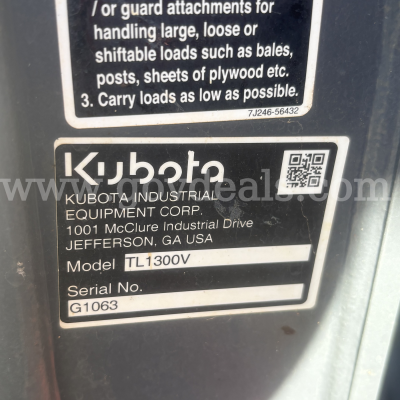 / or guard attachments for
handling large, loose or
shiftable loads such as bales,
posts, sheets of plywood etc.
3. Carry loads as low as possible.
7J246-56432
Kubota
www.govdeals.com
KUBOTA INDUSTRIAL
EQUIPMENT CORP.
1001 McClure Industrial Drive
JEFFERSON, GA USA
Model TL1300V
Serial No.
G1063